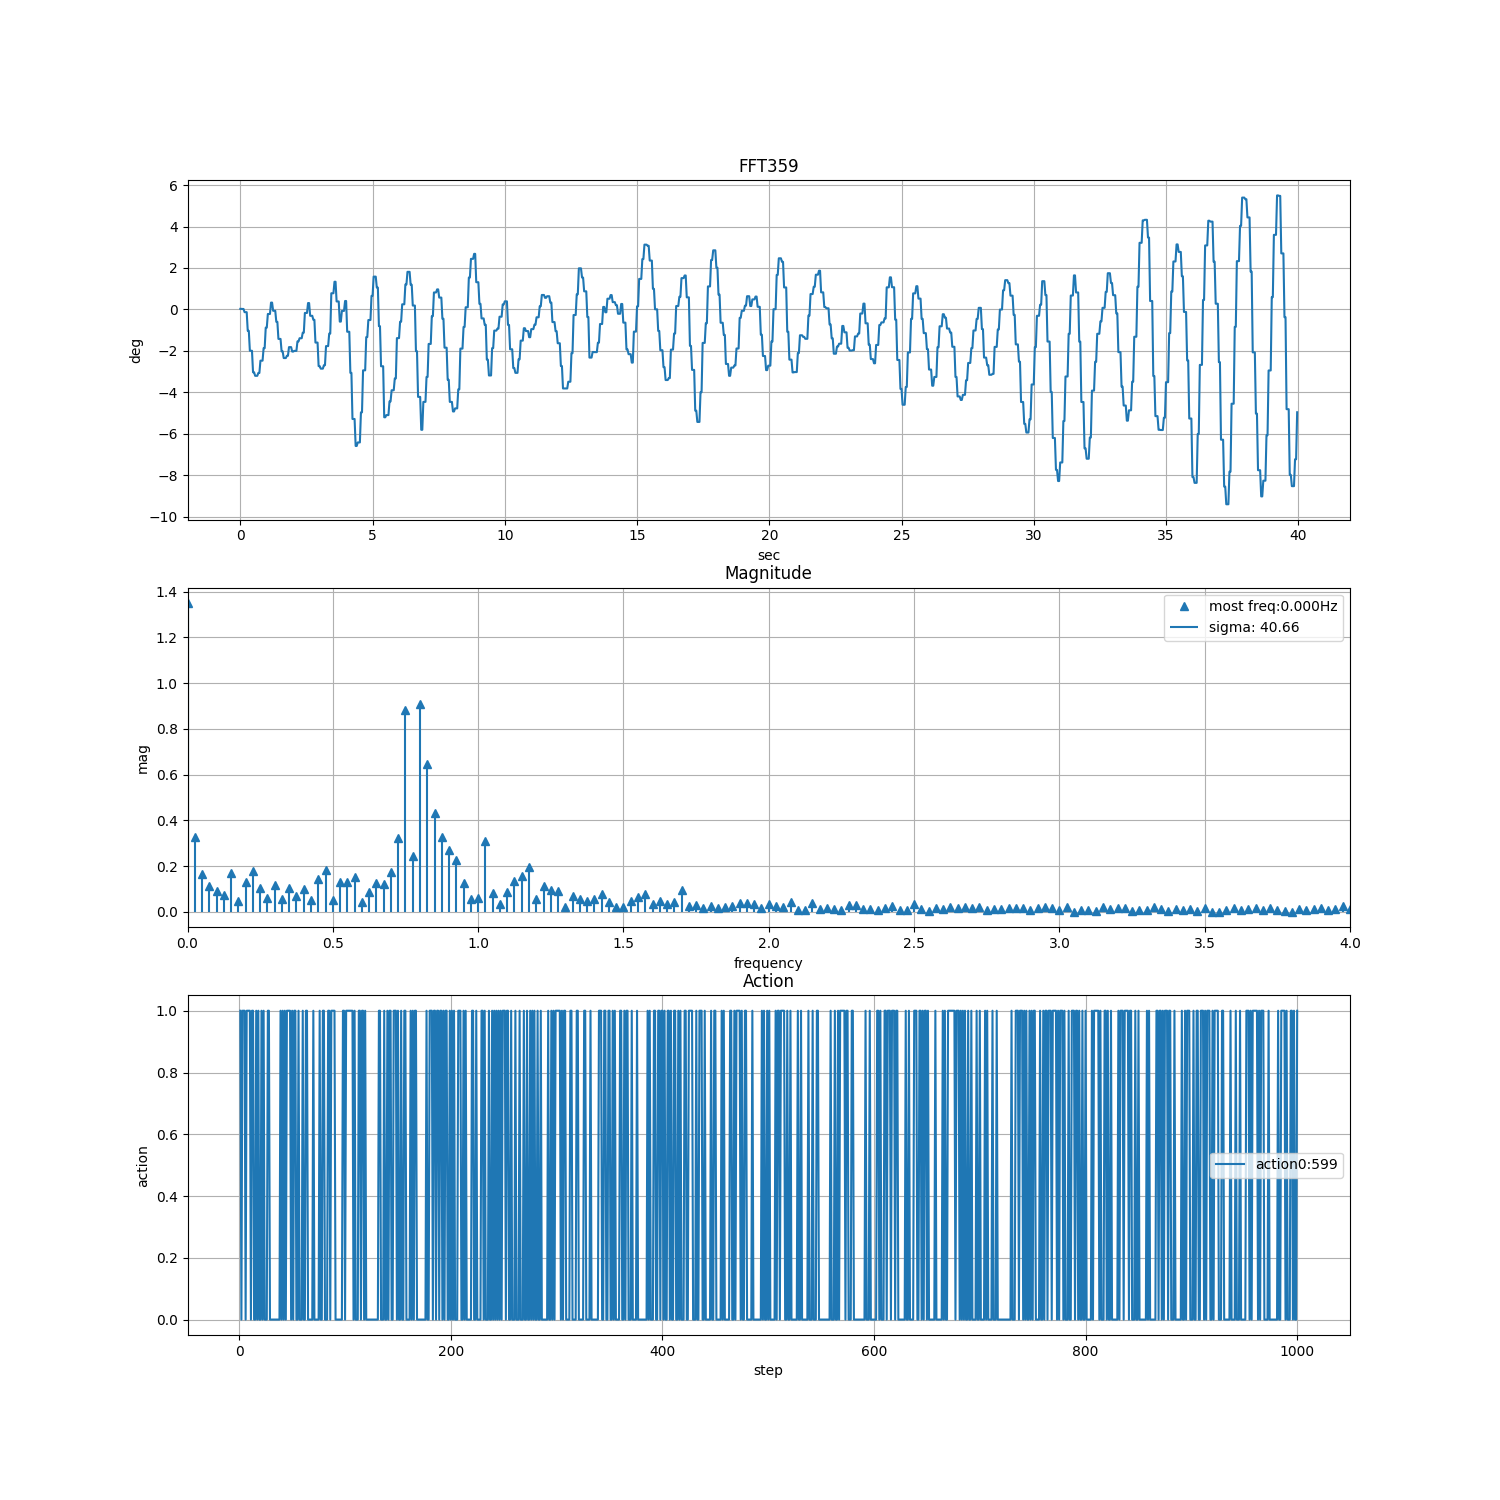 FFT359
6
4
2
0
−2
−4
−6
−8
−10
deg
0 5 10 15 20 25 30 35 40
sec
Magnitude
1.4
1.2
1.0
0.8
0.6
0.4
0.2
0.0
mag
most freq:0.000Hz
sigma: 40.66
0.0 0.5 1.0 1.5 2.0 2.5 3.0 3.5 4.0
frequency
Action
1.0
0.8
0.6
0.4
0.2
0.0
action
action0:599
0 200 400 600 800 1000
step